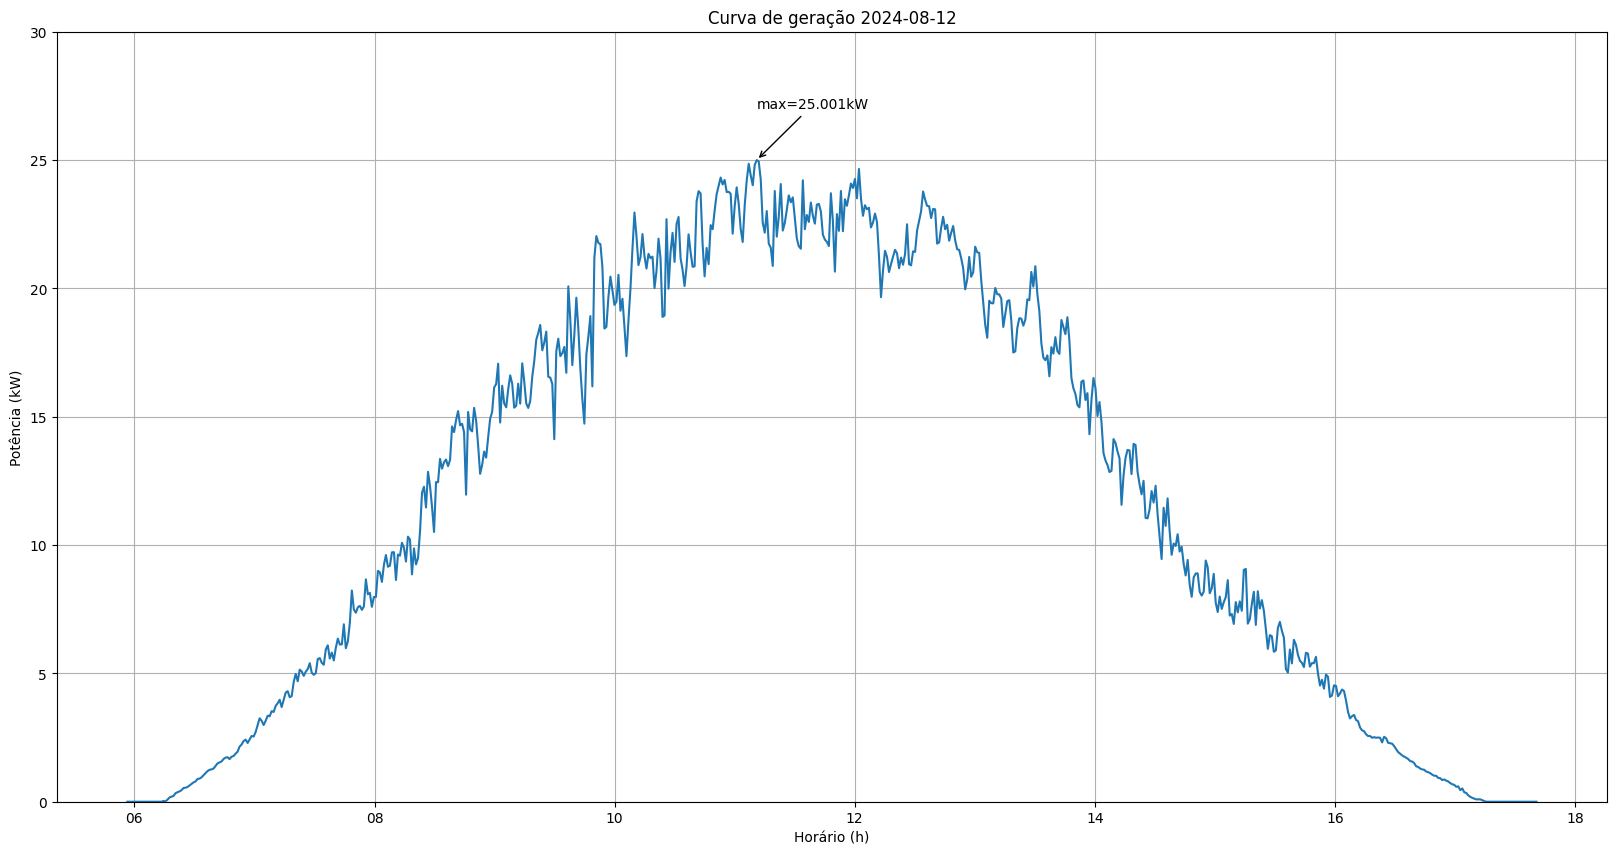 Curva de geração 2024-08-12
30
max=25.001kW
25
20
15
10
5
0
Potência (kW)
06 08 10 12 14 16 18
Horário (h)